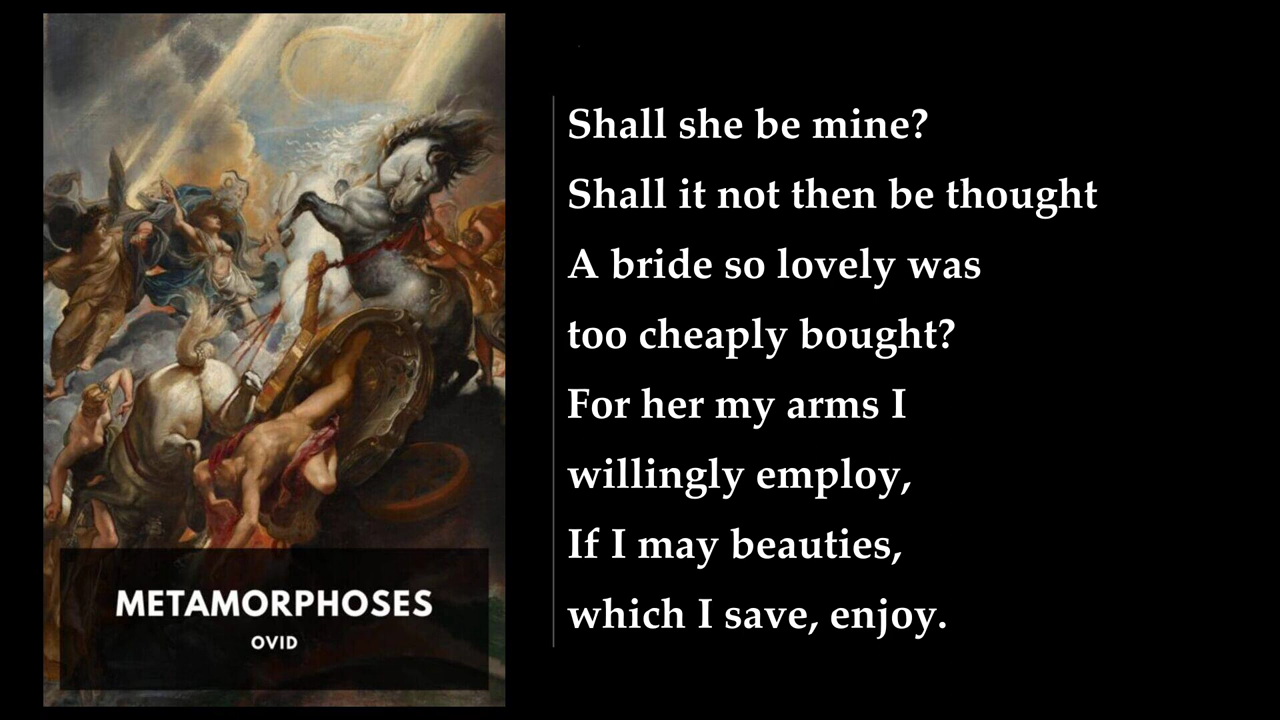 METAMORPHOSES
OVID
Shall she be mine?
Shall it not then be thought
A bride so lovely was
too cheaply bought?
For her my arms I
willingly employ,
If I may beauties,
which I save, enjoy.